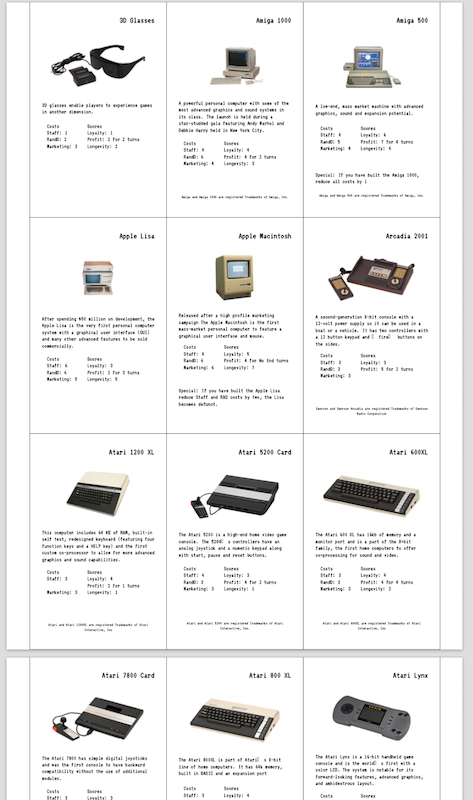 3D Glasses
3D glasses enable players to experience games
in another dimension.
Costs Scores
Staff: 1 Loyalty: 1
RandD: 2 Profit: 2 for 2 turns
Marketing: 3 Longevity: 2
Amiga 1000
A powerful personal computer with some of the
most advanced graphics and sound systems in
its class. The launch is held during a
star-studded gala featuring Andy Warhol and
Debbie Harry held in New York City.
Costs Scores
Staff: 4 Loyalty: 4
RandD: 6 Profit: 4 for 2 turns
Marketing: 4 Longevity: 3
Amiga and Amiga 1000 are registered Trademarks of Amiga, Inc.
Amiga 500
A low-end, mass market machine with advanced
graphics, sound and expansion potential.
Costs Scores
Staff: 4 Loyalty: 6
RandD: 5 Profit: 7 for 4 turns
Marketing: 4 Longevity: 4
Special: If you have built the Amiga 1000,
reduce all costs by 1
Amiga and Amiga 500 are registered Trademarks of Amiga, Inc.
Apple Lisa
After spending $50 million on development, the
Apple Lisa is the very first personal computer
system with a graphical user interface (GUI)
and many other advanced features to be sold
commercially.
Costs Scores
Staff: 6 Loyalty: 3
RandD: 6 Profit: 2 for 3 turns
Marketing: 5 Longevity: 5
Apple Macintosh
Released after a high profile marketing
campaign The Apple Macintosh is the first
mass-market personal computer to feature a
graphical user interface and mouse.
Costs Scores
Staff: 4 Loyalty: 5
RandD: 6 Profit: 4 for No End turns
Marketing: 6 Longevity: 7
Special: If you have built the Apple Lisa
reduce Staff and R&D costs by two, the Lisa
becomes defunct.
Arcadia 2001
A second-generation 8-bit console with a
12-volt power supply so it can be used in a
boat or a vehicle. It has two controllers with
a 12 button keypad and fire buttons on
the sides.
Costs Scores
Staff: 3 Loyalty: 3
RandD: 3 Profit: 5 for 2 turns
Marketing: 3
Emerson and Emerson Arcadia are registered Trademarks of Emerson
Radio Corporation
Atari 1200 XL
This computer includes 64 KB of RAM, built-in
self test, redesigned keyboard (featuring four
function keys and a HELP key) and the first
custom co-processor to allow for more advanced
graphics and sound capabilities.
Costs Scores
Staff: 3 Loyalty: 4
Profit: 2 for 1 turns
Marketing: 3 Longevity: 1
Atari and Atari 1200XL are registered Trademarks of Atari
Interactive, Inc
Atari 5200 Card
The Atari 5200 is a high-end home video game
console. The 5200 s controllers have an
analog joystick and a numeric keypad along
with start, pause and reset buttons.
Costs Scores
Staff: 4 Loyalty: 3
RandD: 3 Profit: 4 for 2 turns
Marketing: 3 Longevity: 1
Atari and Atari 5200 are registered Trademarks of Atari
Interactive, Inc.
Atari 600XL
The Atari 600 XL has 16kb of memory and a
monitor port and is a part of the 8-bit
family, the first home computers to offer
co-processing for sound and video.
Costs Scores
Staff: 3 Loyalty: 4
RandD: 4 Profit: 4 for 4 turns
Marketing: 3 Longevity: 2
Atari and Atari 600XL are registered Trademarks of Atari
Interactive, Inc
Atari 7800 Card
The Atari 7800 has simple digital joysticks
and was the first console to have backward
compatibility without the use of additional
modules.
Costs Scores
Staff: 3 Loyalty: 3
Atari 800 XL
The Atari 800XL is part of Atari s 8-bit
line of home computers. It has 64k memory,
built in BASIC and an expansion port
Costs Scores
Staff: 3 Loyalty: 4
Atari Lynx
The Atari Lynx is a 16-bit handheld game
console and is the world s first with a
color LCD. The system is notable for its
forward-looking features, advanced graphics,
and ambidextrous layout.
Costs Scores